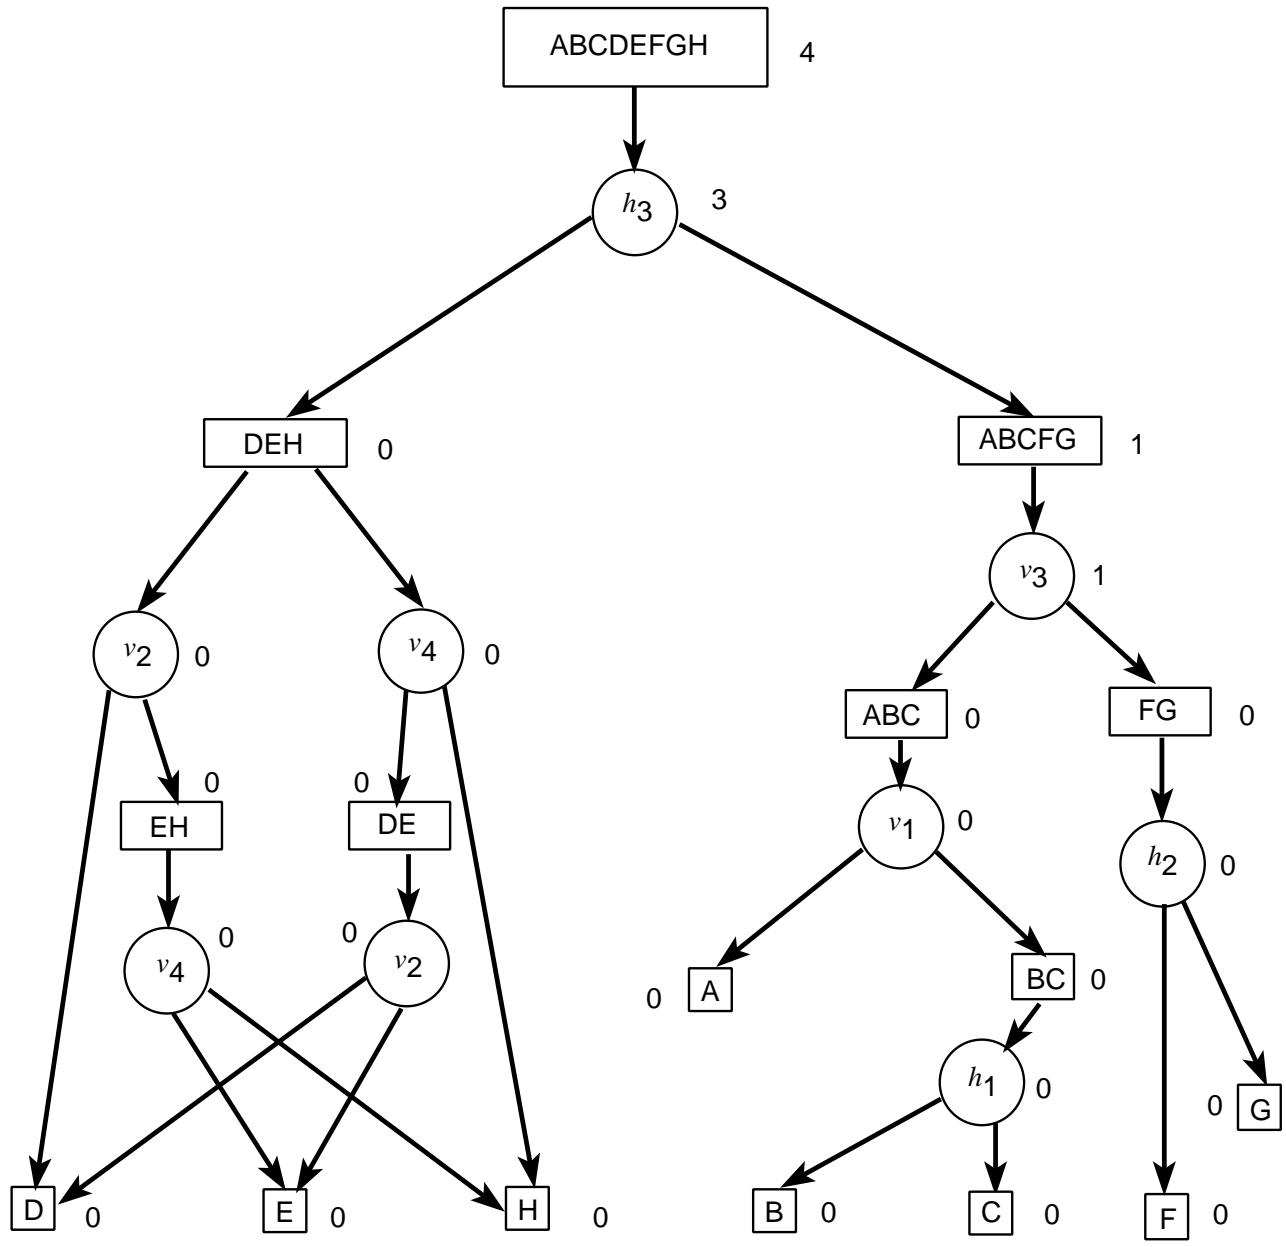 ABCDEFGH 4
h3 3
DEH 0
ABCFG 1
v3 1
v2 0
v4 0
ABC 0
FG 0
0
EH
0
DE
v1 0
h2 0
v4 0
0 v2
0 A
BC 0
h1 0
0 G
D 0
E 0
H 0
B 0
C 0
F 0